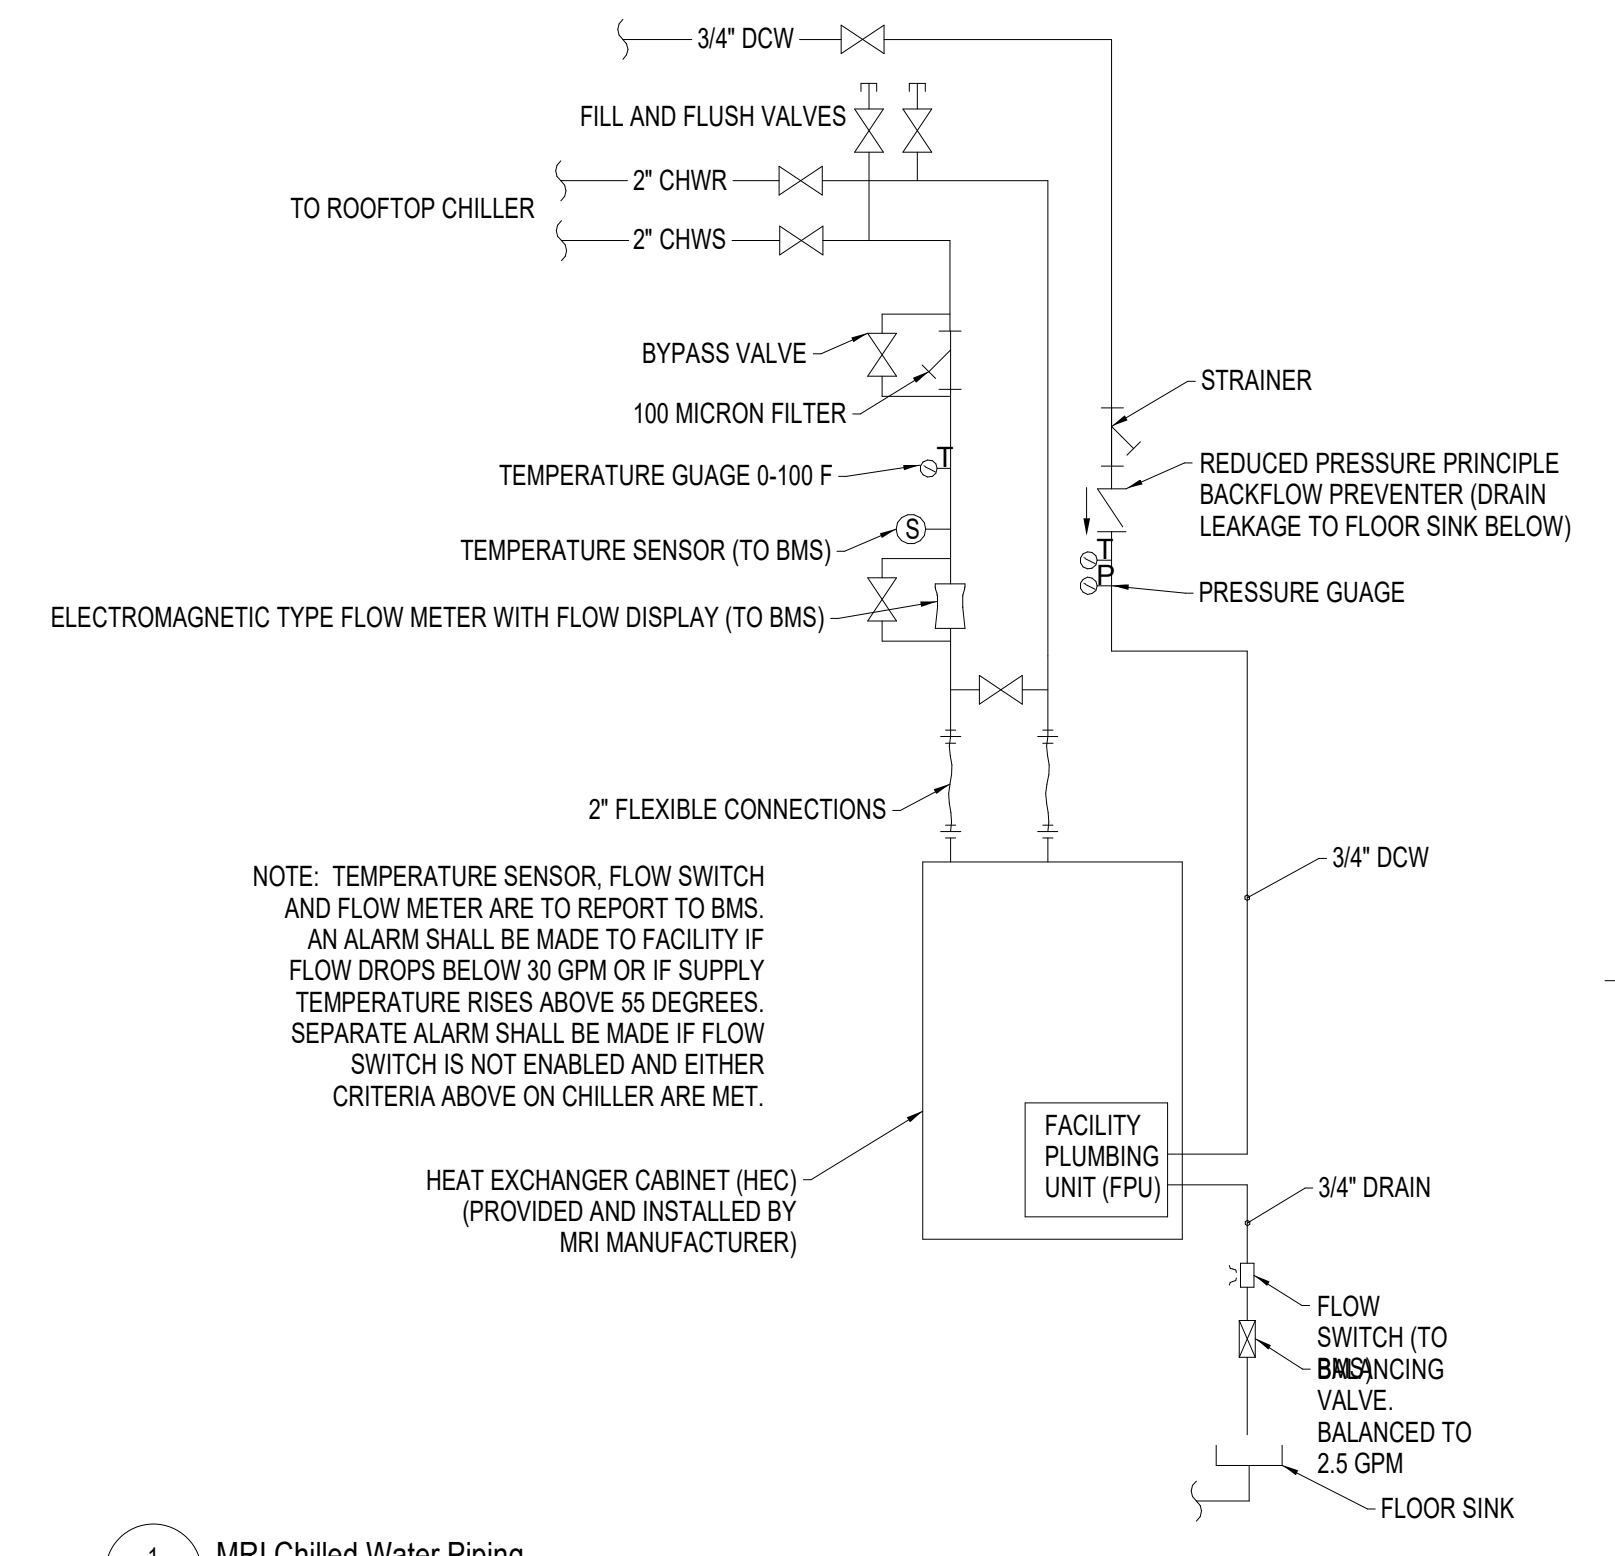 3/4" DCW
FILL AND FLUSH VALVES
2" CHWR
TO ROOFTOP CHILLER
2" CHWS
BYPASS VALVE
100 MICRON FILTER
STRAINER
T
TEMPERATURE GUAGE 0-100 F
REDUCED PRESSURE PRINCIPLE
BACKFLOW PREVENTER (DRAIN
LEAKAGE TO FLOOR SINK BELOW)
S
TEMPERATURE SENSOR (TO BMS)
T
P
PRESSURE GUAGE
ELECTROMAGNETIC TYPE FLOW METER WITH FLOW DISPLAY (TO BMS)
2" FLEXIBLE CONNECTIONS
3/4" DCW
NOTE: TEMPERATURE SENSOR, FLOW SWITCH
AND FLOW METER ARE TO REPORT TO BMS.
AN ALARM SHALL BE MADE TO FACILITY IF
FLOW DROPS BELOW 30 GPM OR IF SUPPLY
TEMPERATURE RISES ABOVE 55 DEGREES.
SEPARATE ALARM SHALL BE MADE IF FLOW
SWITCH IS NOT ENABLED AND EITHER
CRITERIA ABOVE ON CHILLER ARE MET.
FACILITY
PLUMBING
UNIT (FPU)
HEAT EXCHANGER CABINET (HEC)
(PROVIDED AND INSTALLED BY
MRI MANUFACTURER)
3/4" DRAIN
FLOW
SWITCH (TO
BMS)
BALANCING
VALVE.
BALANCED TO
2.5 GPM
FLOOR SINK
1
MRI Chilled Water Piping